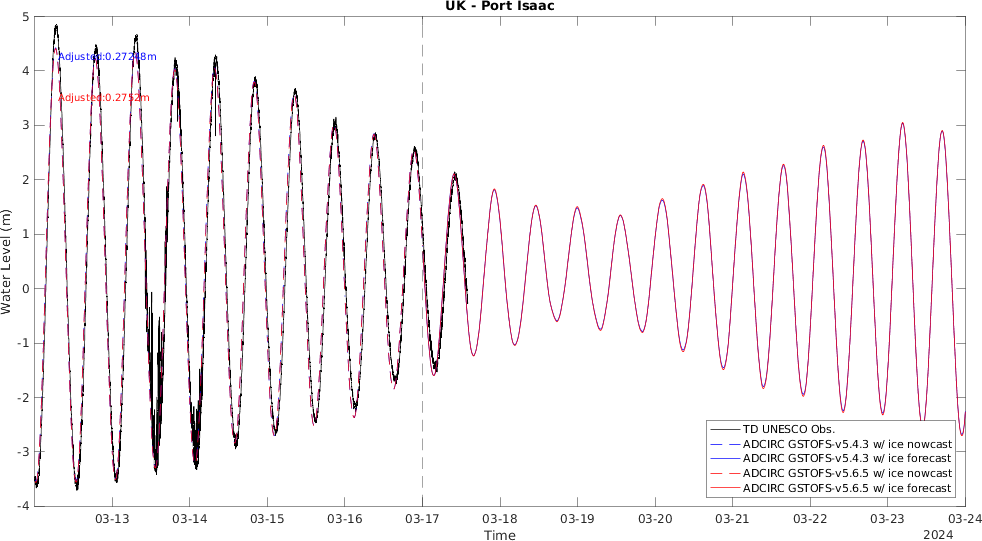 UK - Port Isaac
5
4
3
2
1
0
-1
-2
-3
-4
Water Level (m)
Adjusted:0.27248m
Adjusted:0.2752m
TD UNESCO Obs.
ADCIRC GSTOFS-v5.4.3 w/ ice nowcast
ADCIRC GSTOFS-v5.4.3 w/ ice forecast
ADCIRC GSTOFS-v5.6.5 w/ ice nowcast
ADCIRC GSTOFS-v5.6.5 w/ ice forecast
03-13 03-14 03-15 03-16 03-17 03-18 03-19 03-20 03-21 03-22 03-23 03-24
Time
2024